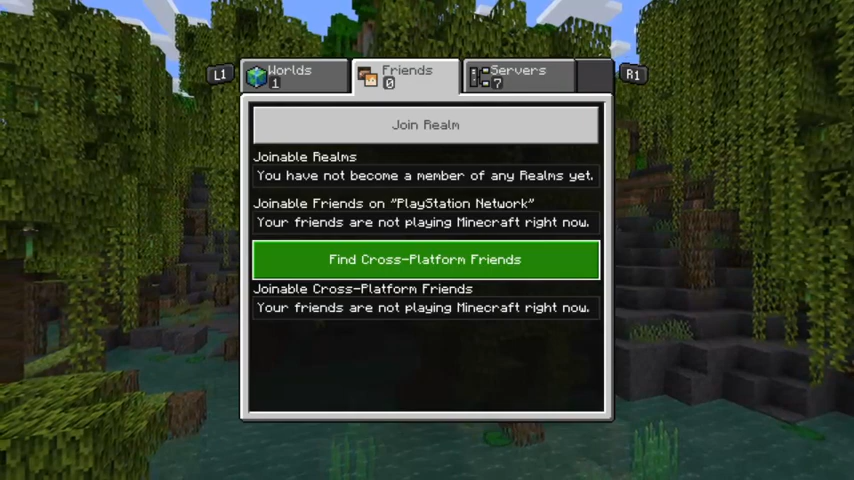 L1
Worlds
1
Friends
0
Servers
7
R1
Join Realm
Joinable Realms
You have not become a member of any Realms yet.
Joinable Friends on "PlayStation Network"
Your friends are not playing Minecraft right now.
Find Cross-Platform Friends
Joinable Cross-Platform Friends
Your friends are not playing Minecraft right now.